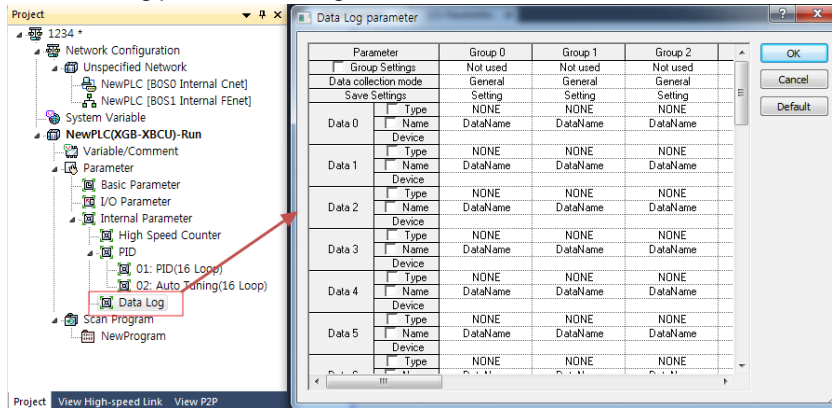 Project
1234 *
Network Configuration
Unspecified Network
NewPLC [B0S0 Internal Cnet]
NewPLC [B0S1 Internal FEnet]
System Variable
NewPLC(XGB-XBCU)-Run
Variable/Comment
Parameter
Basic Parameter
I/O Parameter
Internal Parameter
High Speed Counter
PID
01: PID(16 Loop)
02: Auto Tuning(16 Loop)
Data Log
Scan Program
NewProgram
Project View High-speed Link View P2P
Data Log parameter
Parameter Group 0 Group 1 Group 2
Group Settings Not used Not used Not used
Data collection mode General General General
Save Settings Setting Setting Setting
Data 0 Type NONE NONE NONE
Name DataName DataName DataName
Device
Data 1 Type NONE NONE NONE
Name DataName DataName DataName
Device
Data 2 Type NONE NONE NONE
Name DataName DataName DataName
Device
Data 3 Type NONE NONE NONE
Name DataName DataName DataName
Device
Data 4 Type NONE NONE NONE
Name DataName DataName DataName
Device
Data 5 Type NONE NONE NONE
Name DataName DataName DataName
Device
Type NONE NONE NONE
OK
Cancel
Default